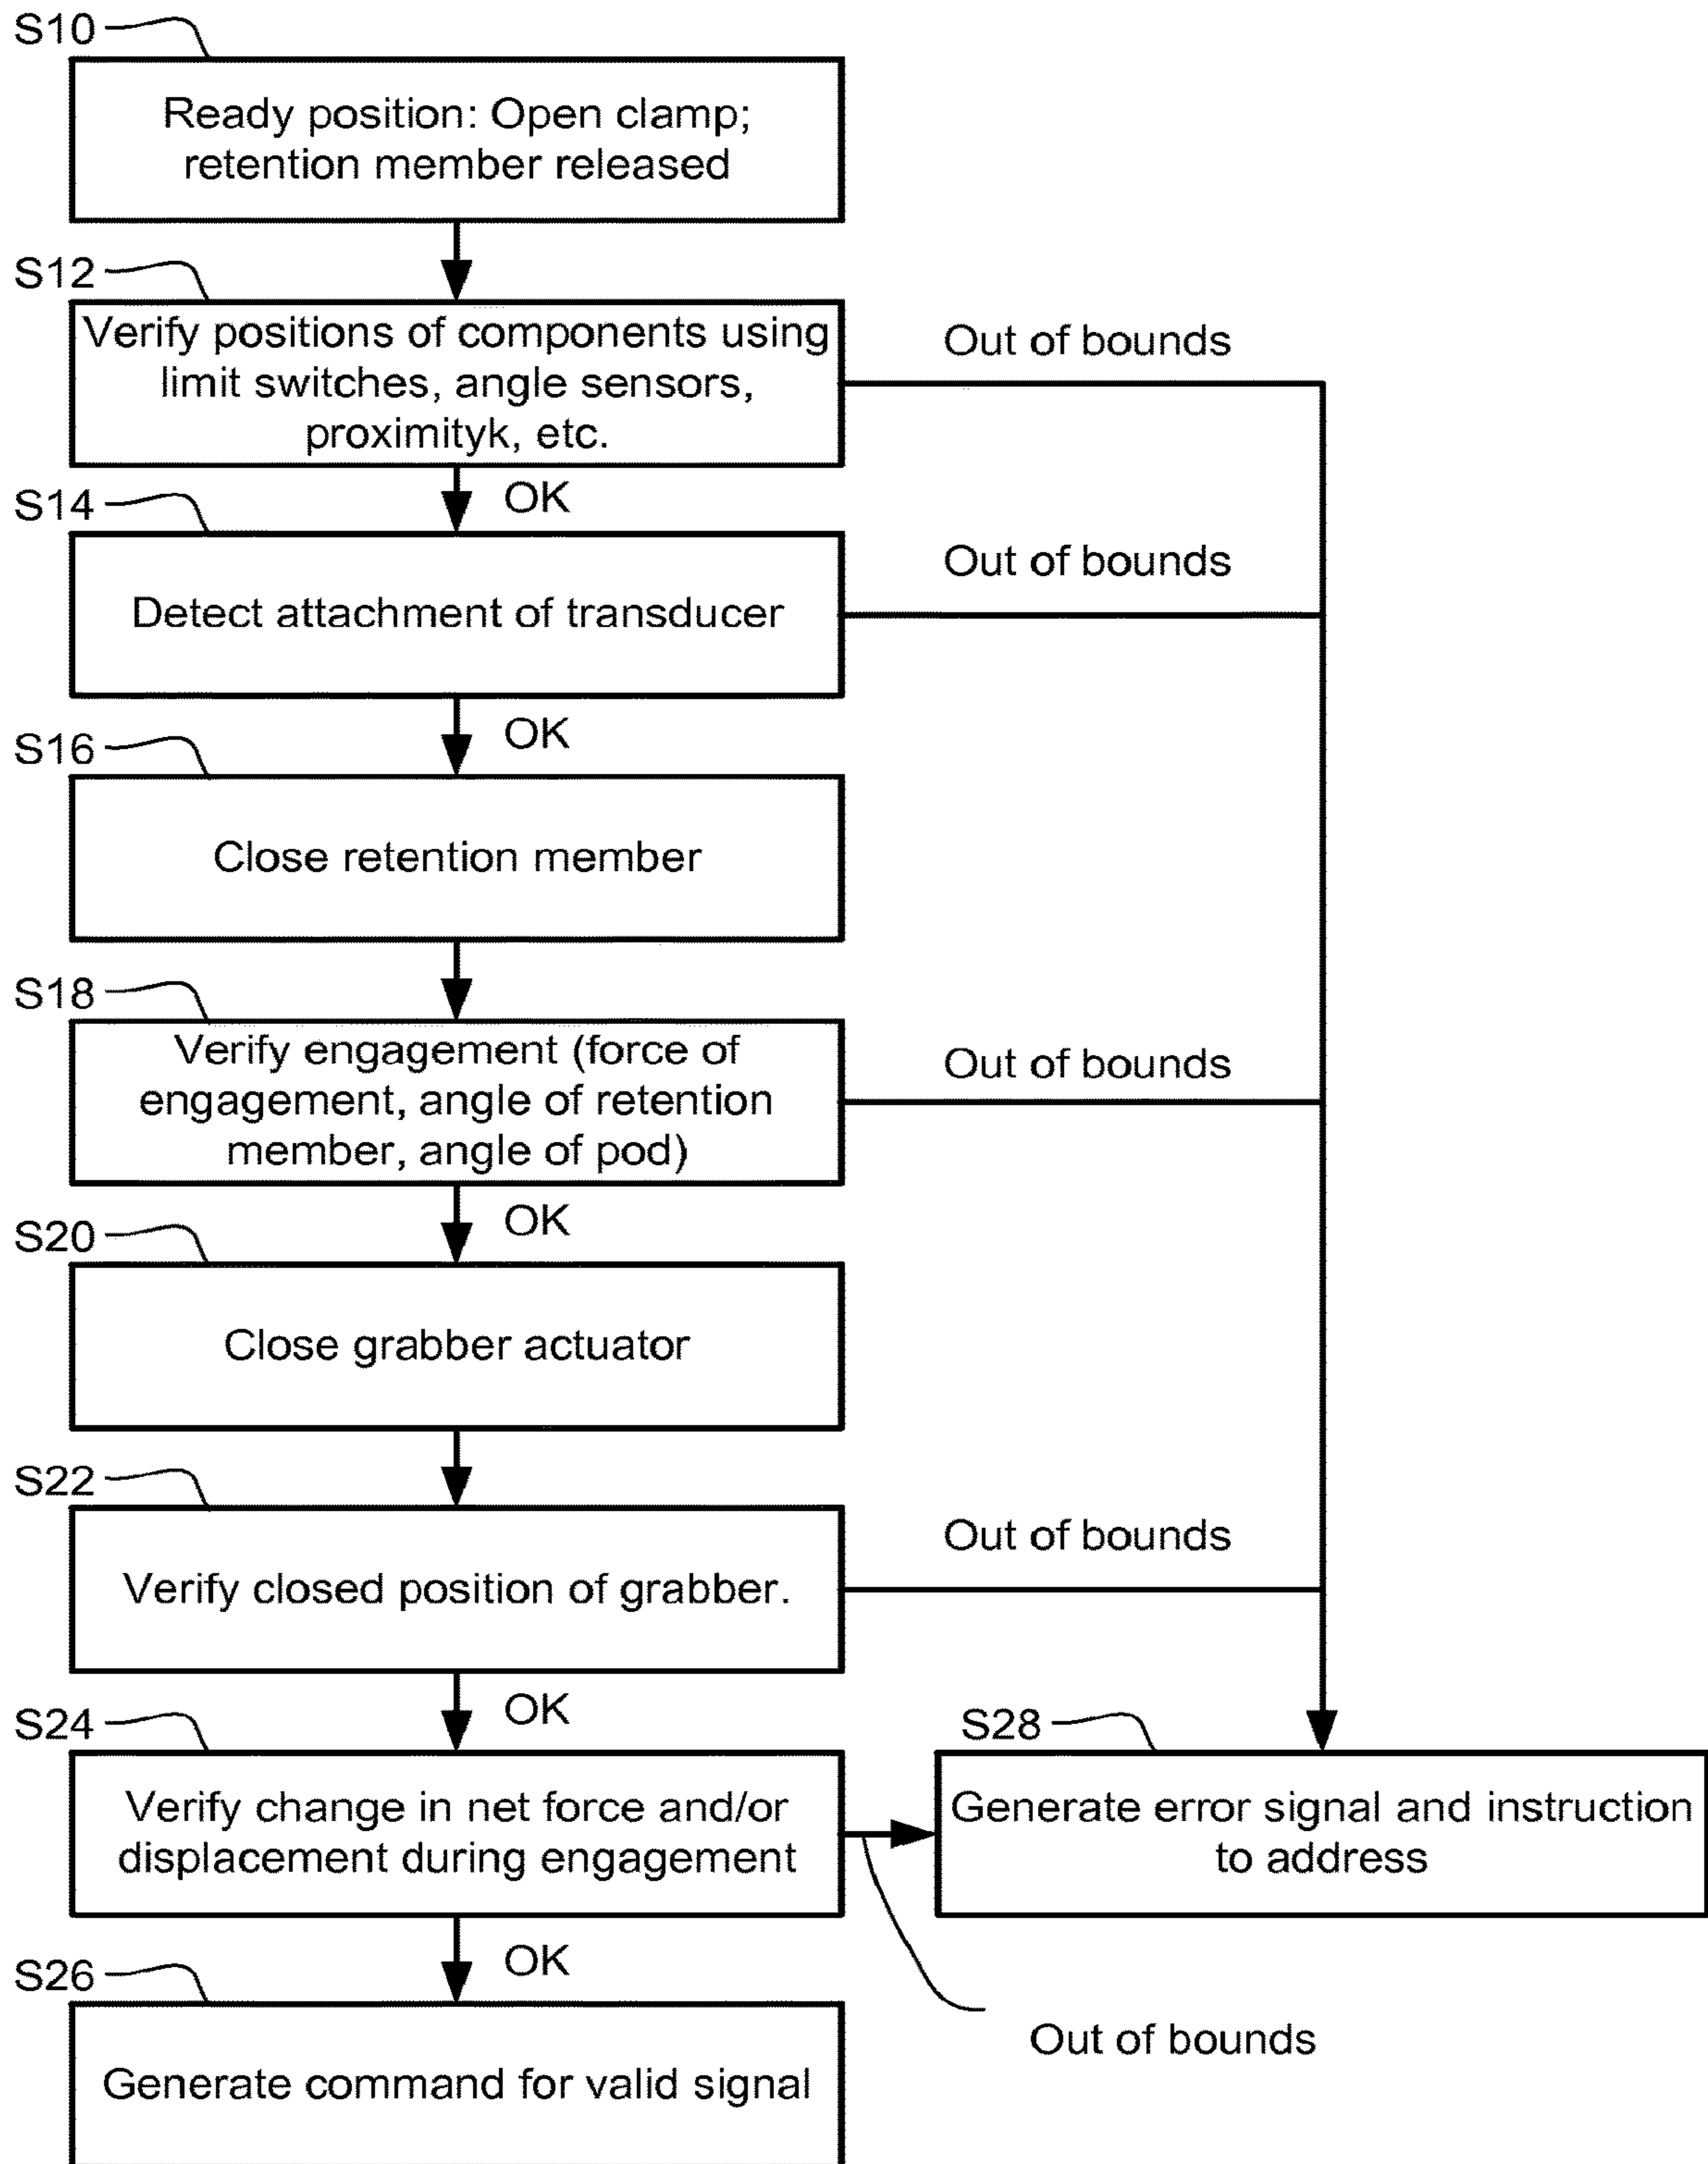 S10
Ready position: Open clamp;
retention member released
S12
Verify positions of components using
limit switches, angle sensors,
proximityk, etc.
Out of bounds
OK
S14
Detect attachment of transducer
Out of bounds
OK
S16
Close retention member
S18
Verify engagement (force of
engagement, angle of retention
member, angle of pod)
Out of bounds
OK
S20
Close grabber actuator
S22
Verify closed position of grabber.
Out of bounds
OK
S24
Verify change in net force and/or
displacement during engagement
S28
Generate error signal and instruction
to address
Out of bounds
OK
S26
Generate command for valid signal